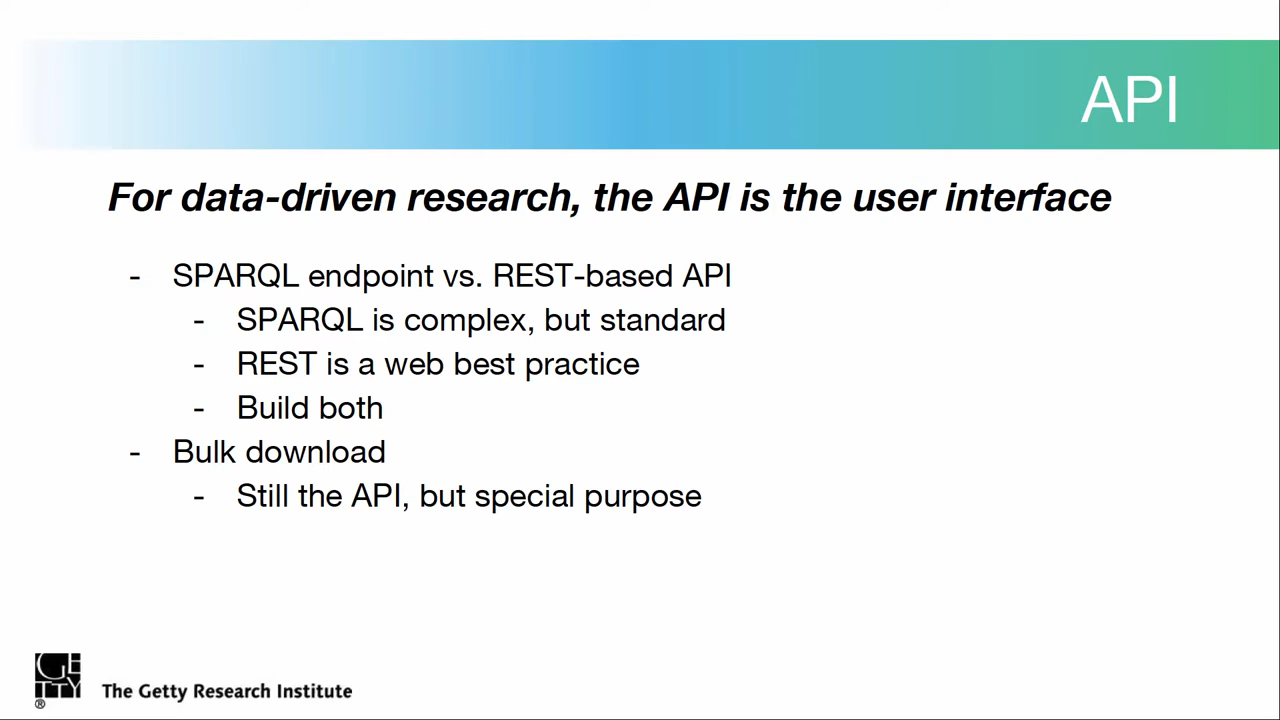 API
For data-driven research, the API is the user interface
- SPARQL endpoint vs. REST-based API
- SPARQL is complex, but standard
- REST is a web best practice
- Build both
- Bulk download
- Still the API, but special purpose
GE
TTY
®
The Getty Research Institute